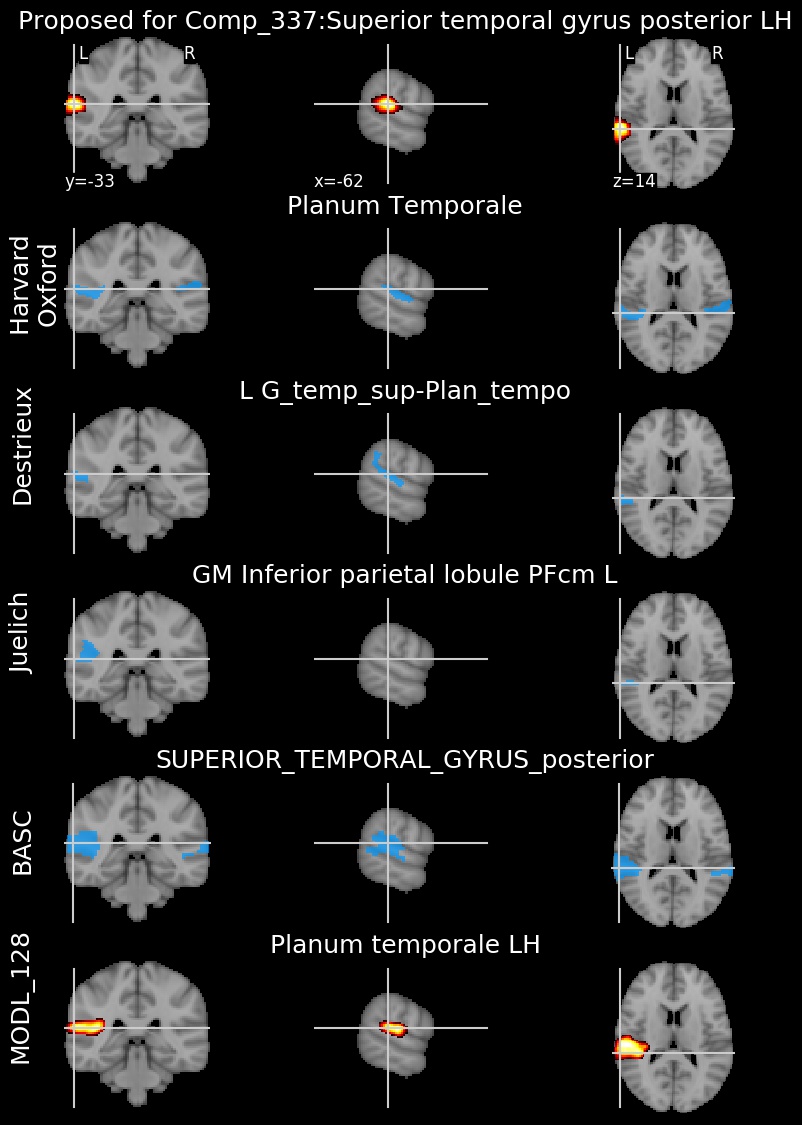 Proposed for Comp_337:Superior temporal gyrus posterior LH
L R
L R
y=-33 x=-62 z=14
Planum Temporale
Harvard
Oxford
L G_temp_sup-Plan_tempo
Destrieux
GM Inferior parietal lobule PFcm L
Juelich
SUPERIOR_TEMPORAL_GYRUS_posterior
BASC
Planum temporale LH
MODL_128